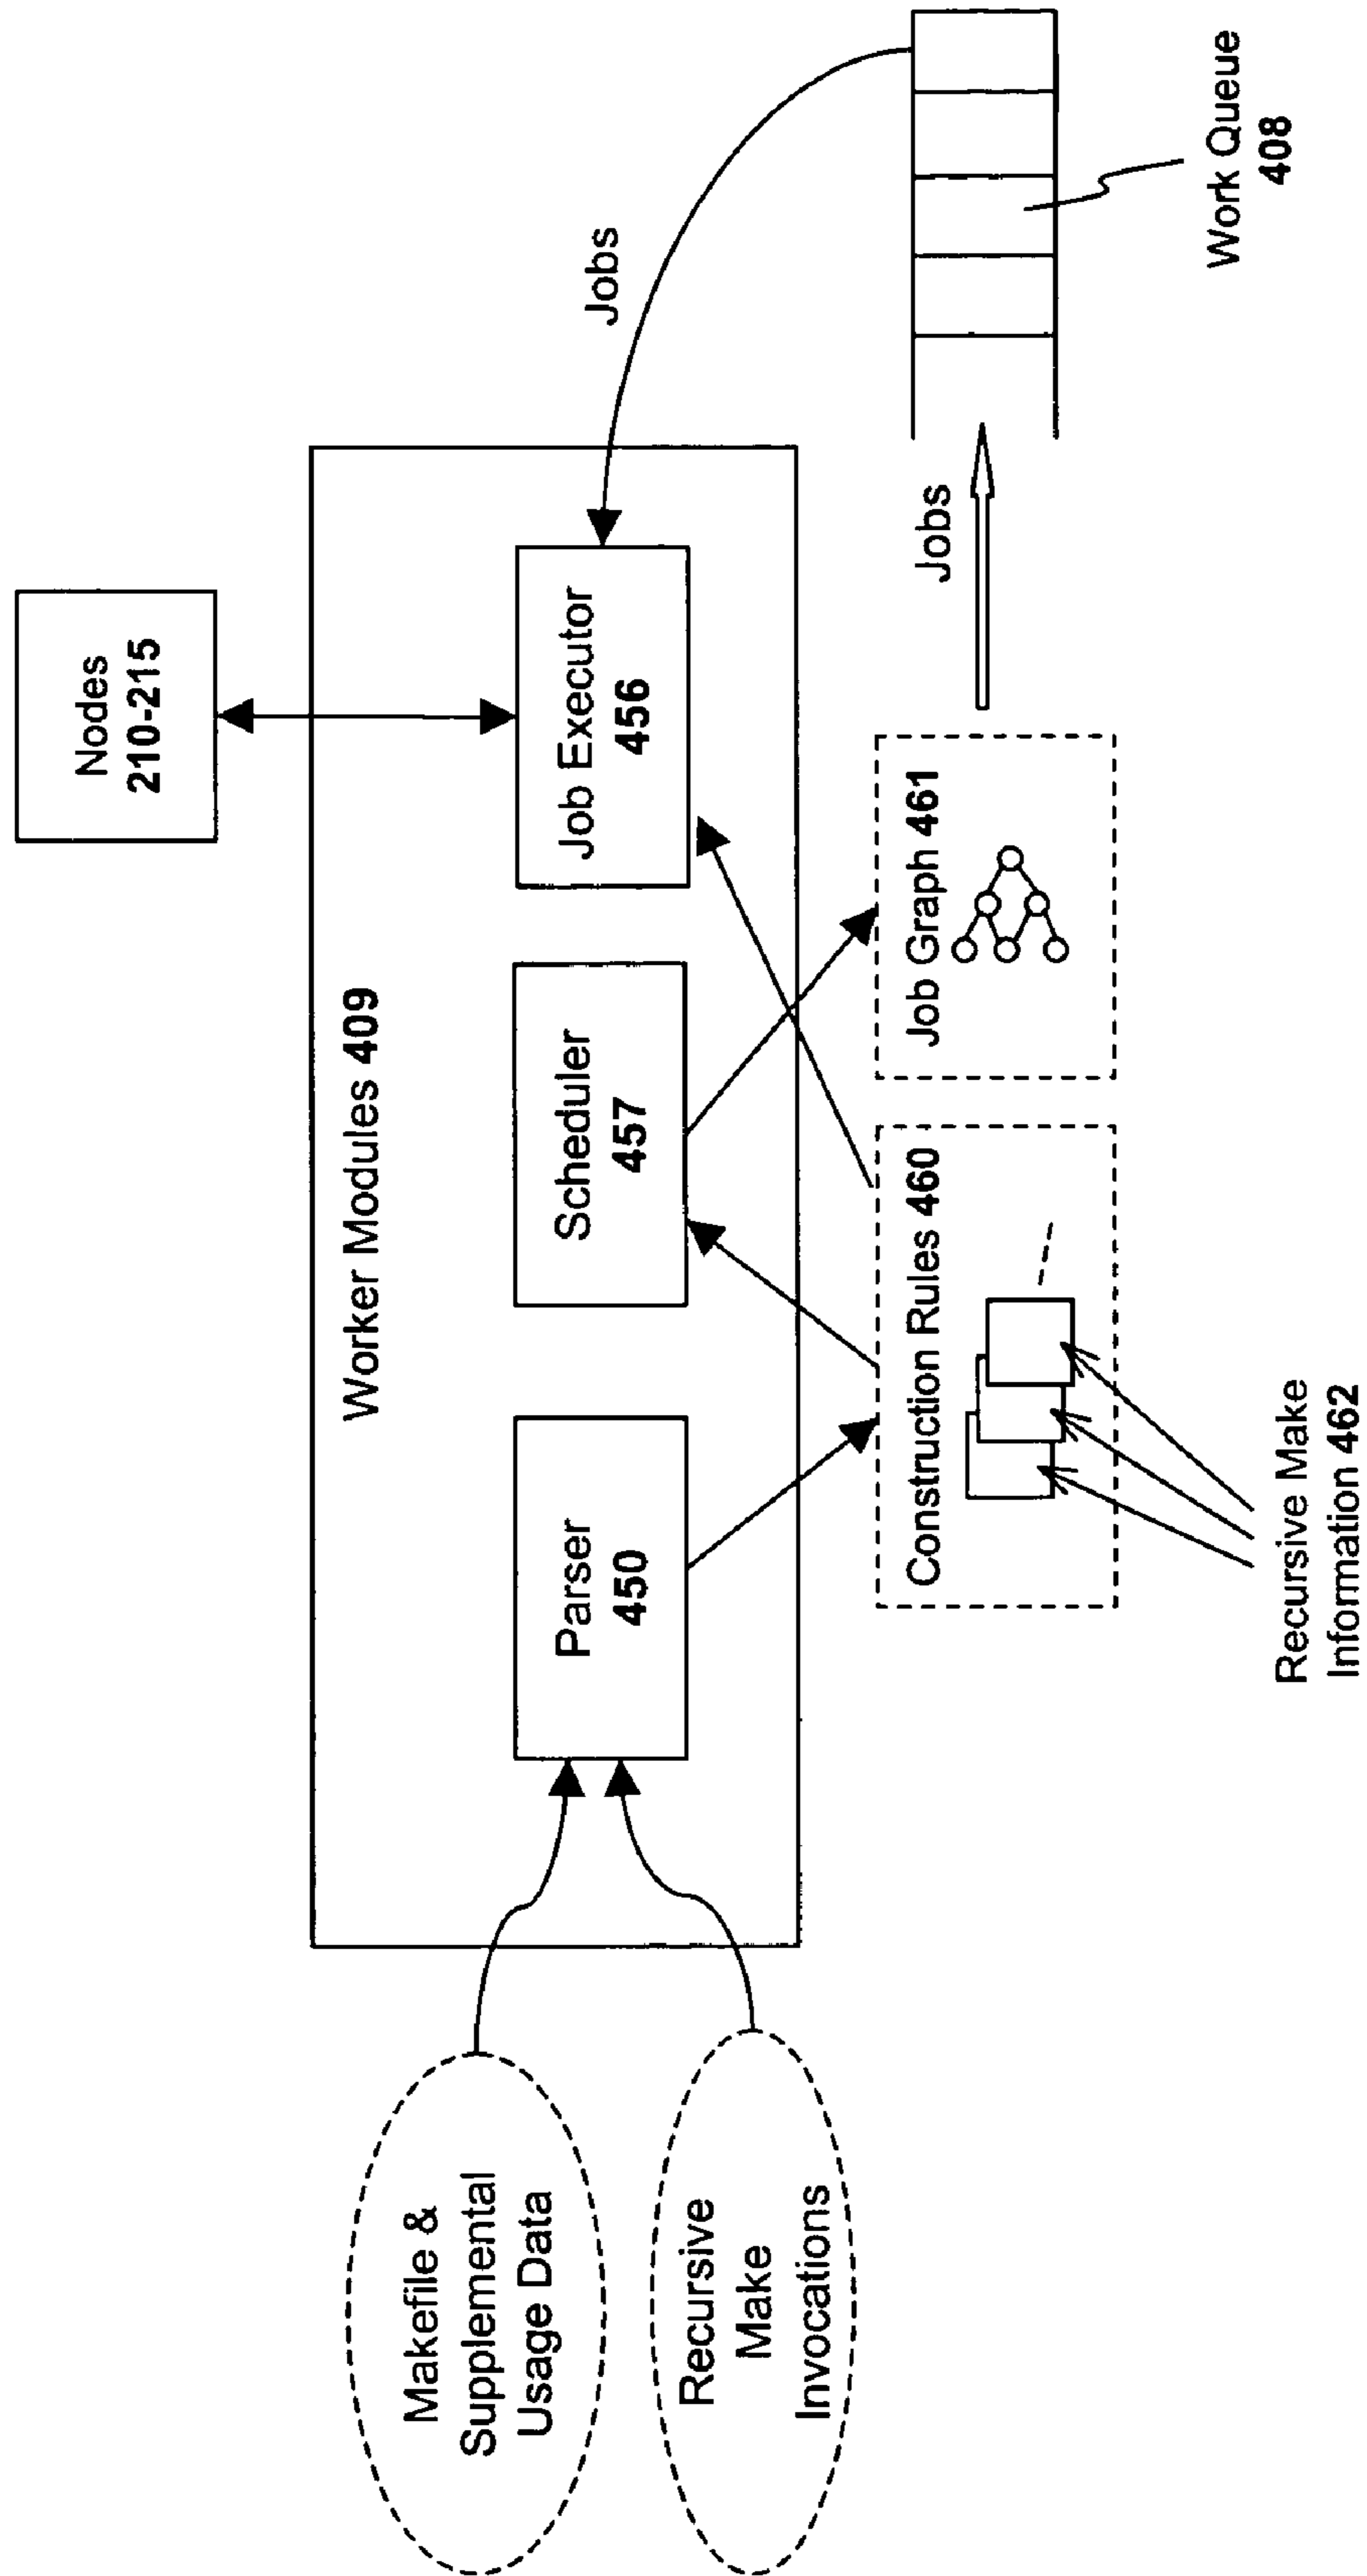 Nodes
210-215
Worker Modules 409
Makefile &
Supplemental
Usage Data
Recursive
Make
Invocations
Parser
450
Scheduler
457
Job Executor
456
Jobs
Construction Rules 460
Job Graph 461
Jobs
Recursive Make
Information 462
Work Queue
408